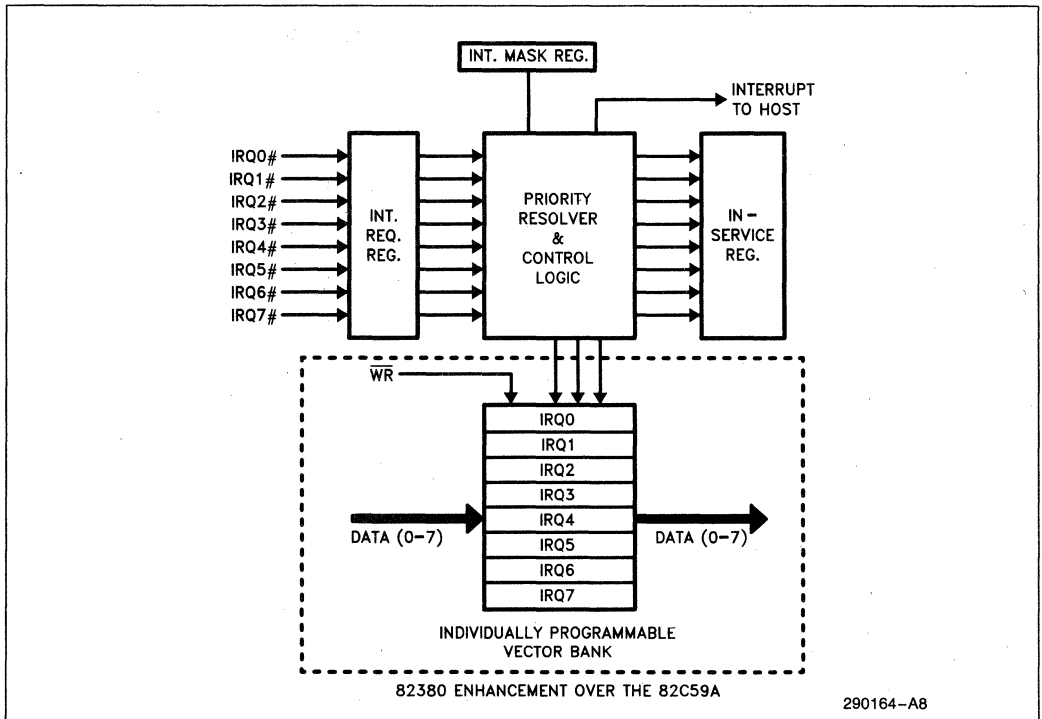 INT. MASK REG.
INTERRUPT
TO HOST
IRQ0#
IRQ1#
IRQ2#
IRQ3#
IRQ4#
IRQ5#
IRQ6#
IRQ7#
INT.
REQ.
REG.
PRIORITY
RESOLVER
&
CONTROL
LOGIC
IN-
SERVICE
REG.
WR
IRQ0
IRQ1
IRQ2
IRQ3
IRQ4
IRQ5
IRQ6
IRQ7
DATA (0-7)
DATA (0-7)
INDIVIDUALLY PROGRAMMABLE
VECTOR BANK
82380 ENHANCEMENT OVER THE 82C59A
290164-A8